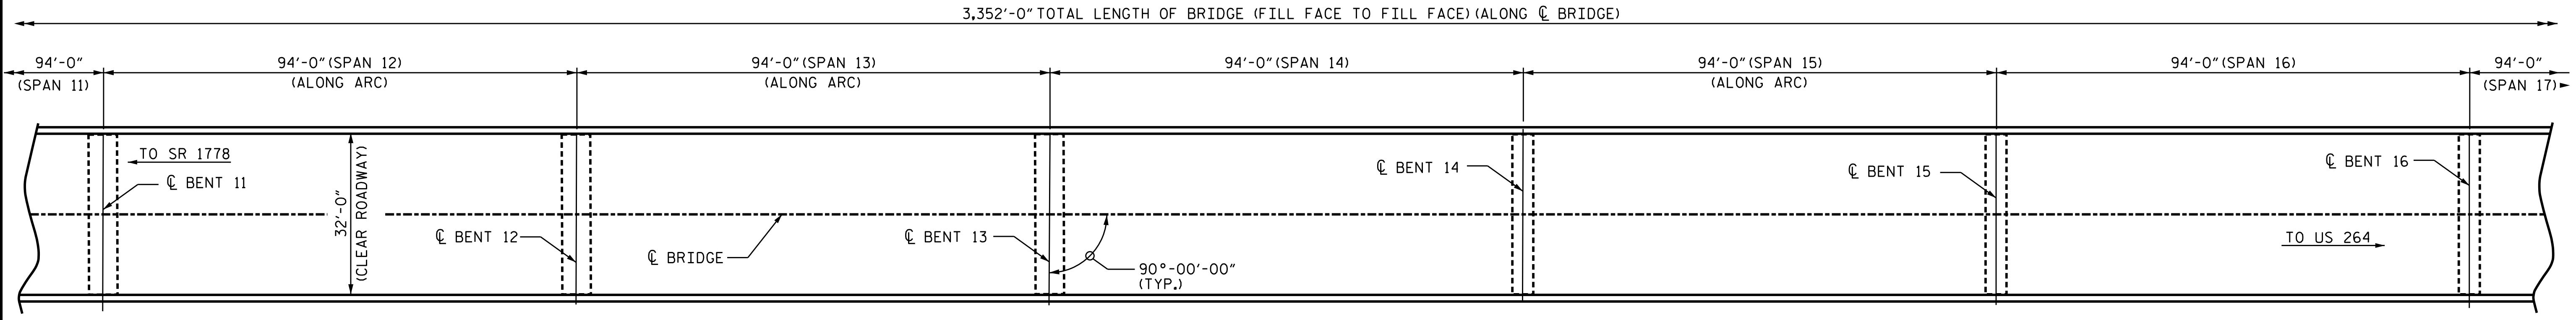 3,352'-0" TOTAL LENGTH OF BRIDGE (FILL FACE TO FILL FACE) (ALONG ℄ BRIDGE)
94'-0"
(SPAN 11)
94'-0" (SPAN 12)
(ALONG ARC)
94'-0" (SPAN 13)
(ALONG ARC)
94'-0" (SPAN 14)
94'-0" (SPAN 15)
(ALONG ARC)
94'-0" (SPAN 16)
94'-0"
(SPAN 17)
TO SR 1778
℄ BENT 11
32'-0"
(CLEAR ROADWAY)
℄ BENT 12
℄ BRIDGE
℄ BENT 13
90°-00'-00"
(TYP.)
℄ BENT 14
℄ BENT 15
℄ BENT 16
TO US 264